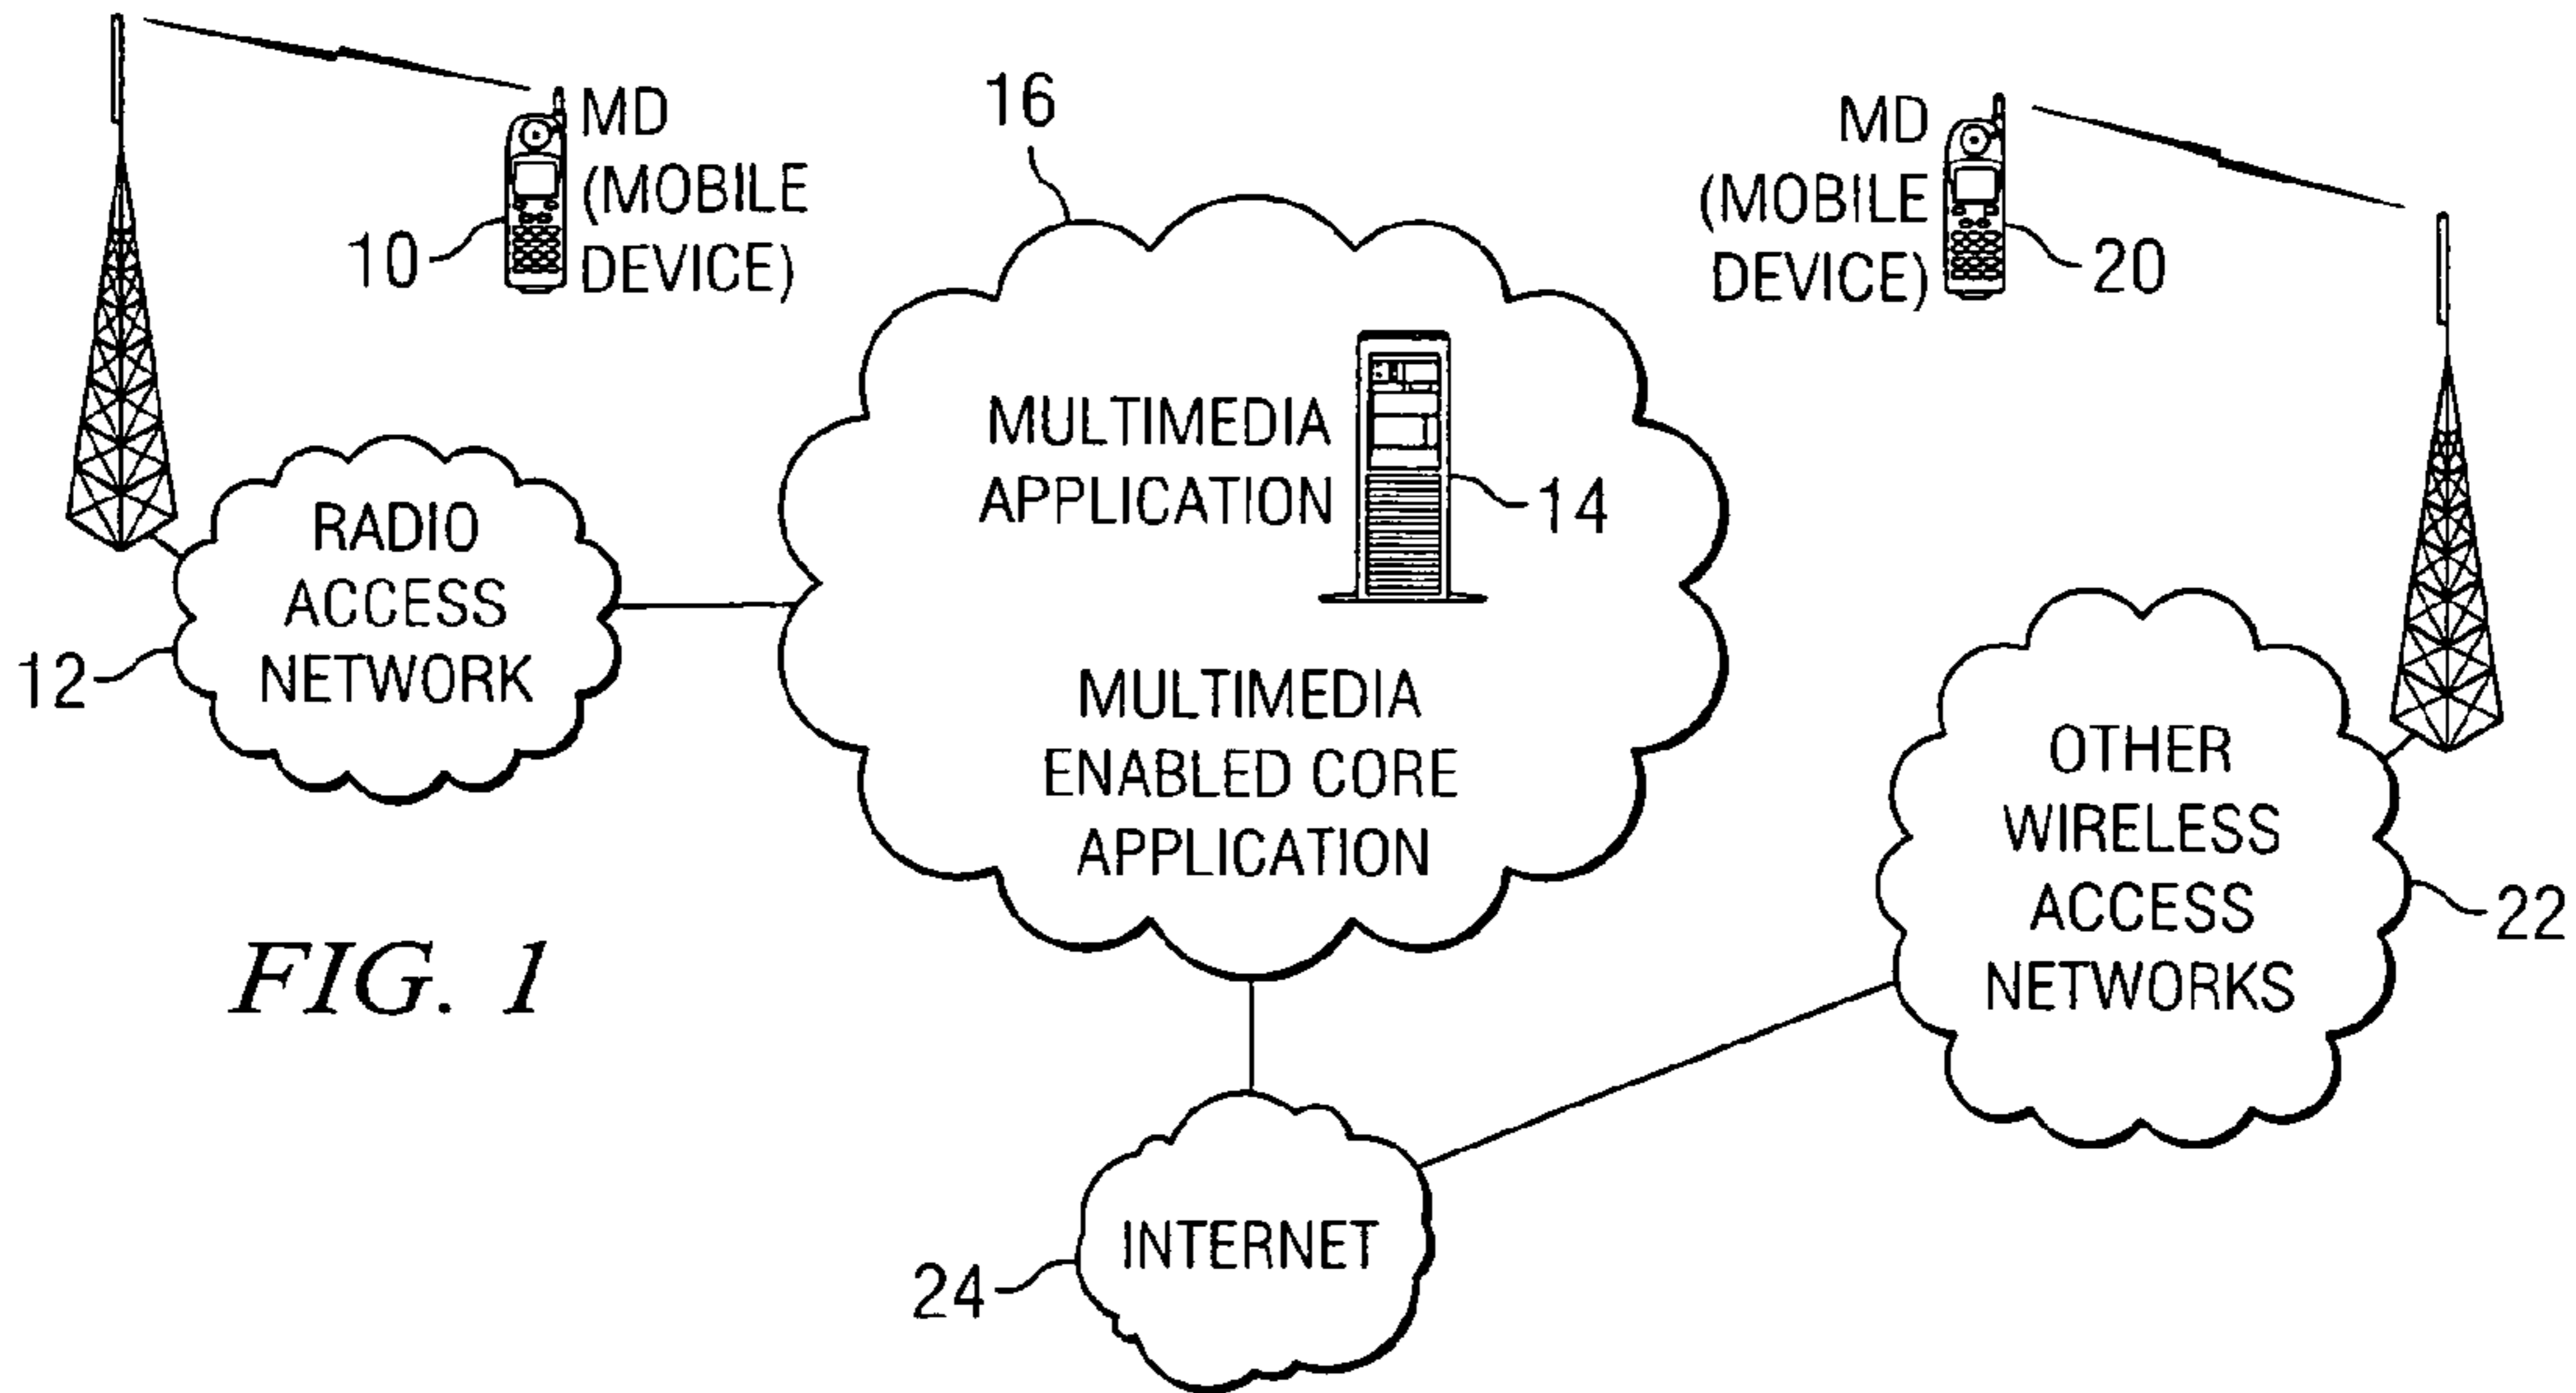 MD
(MOBILE
DEVICE)
10
16
MD
(MOBILE
DEVICE)
20
MULTIMEDIA
APPLICATION
14
RADIO
ACCESS
NETWORK
12
MULTIMEDIA
ENABLED CORE
APPLICATION
OTHER
WIRELESS
ACCESS
NETWORKS
22
FIG. 1
INTERNET
24